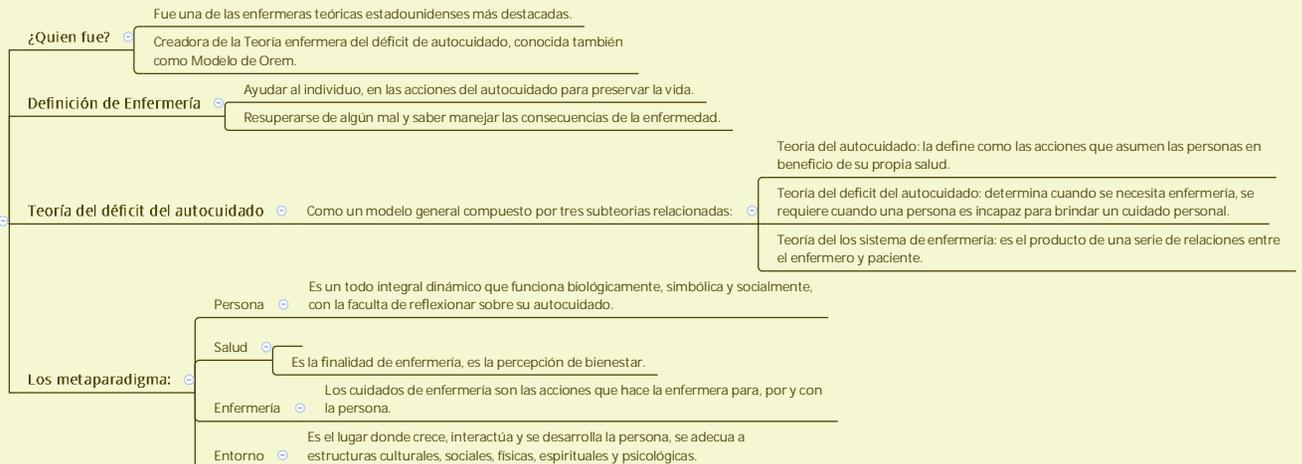 ¿Quien fue?
Fue una de las enfermeras teóricas estadounidenses más destacadas.
Creadora de la Teoría enfermera del déficit de autocuidado, conocida también
como Modelo de Orem.
Definición de Enfermería
Ayudar al individuo, en las acciones del autocuidado para preservar la vida.
Resuperarse de algún mal y saber manejar las consecuencias de la enfermedad.
Teoría del déficit del autocuidado
Como un modelo general compuesto por tres subteorias relacionadas:
Teoria del autocuidado: la define como las acciones que asumen las personas en
beneficio de su propia salud.
Teoría del deficit del autocuidado: determina cuando se necesita enfermería, se
requiere cuando una persona es incapaz para brindar un cuidado personal.
Teoría del los sistema de enfermería: es el producto de una serie de relaciones entre
el enfermero y paciente.
Los metaparadigma:
Persona
Es un todo integral dinámico que funciona biológicamente, simbólica y socialmente,
con la faculta de reflexionar sobre su autocuidado.
Salud
Es la finalidad de enfermería, es la percepción de bienestar.
Enfermería
Los cuidados de enfermería son las acciones que hace la enfermera para, por y con
la persona.
Entorno
Es el lugar donde crece, interactúa y se desarrolla la persona, se adecua a
estructuras culturales, sociales, físicas, espirituales y psicológicas.